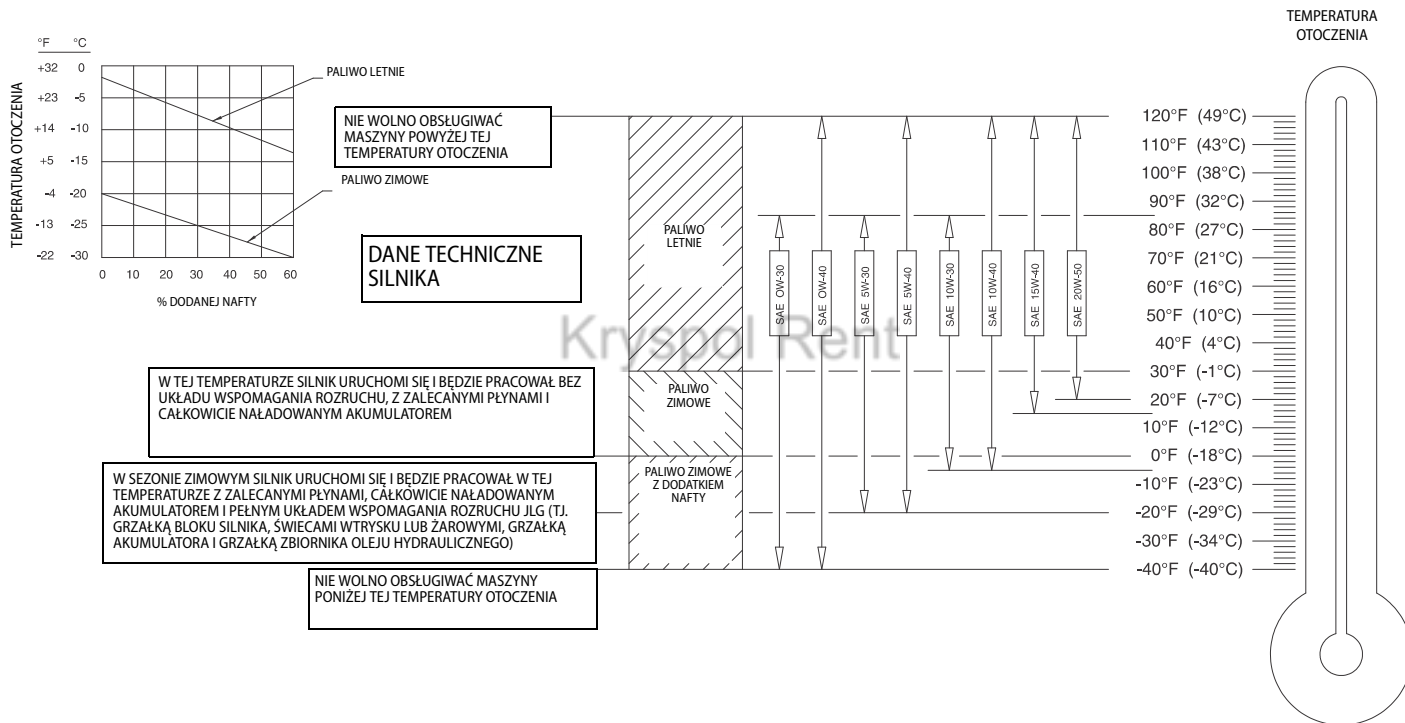 TEMPERATURA
OTOCZENIA
°F °C
+32 0
+23 -5
+14 -10
+5 -15
-4 -20
-13 -25
-22 -30
TEMPERATURA OTOCZENIA
0 10 20 30 40 50 60
% DODANEJ NAFTY
PALIWO LETNIE
PALIWO ZIMOWE
NIE WOLNO OBSŁUGIWAĆ
MASZYNY POWYŻEJ TEJ
TEMPERATURY OTOCZENIA
DANE TECHNICZNE
SILNIKA
W TEJ TEMPERATURZE SILNIK URUCHOMI SIĘ I BĘDZIE PRACOWAŁ BEZ
UKŁADU WSPOMAGANIA ROZRUCHU, Z ZALECANYMI PŁYNAMI I
CAŁKOWICIE NAŁADOWANYM AKUMULATOREM
W SEZONIE ZIMOWYM SILNIK URUCHOMI SIĘ I BĘDZIE PRACOWAŁ W TEJ
TEMPERATURZE Z ZALECANYMI PŁYNAMI, CAŁKOWICIE NAŁADOWANYM
AKUMULATOREM I PEŁNYM UKŁADEM WSPOMAGANIA ROZRUCHU JLG (TJ.
GRZAŁKĄ BLOKU SILNIKA, ŚWIECAMI WTRYSKU LUB ŻAROWYMI, GRZAŁKĄ
AKUMULATORA I GRZAŁKĄ ZBIORNIKA OLEJU HYDRAULICZNEGO)
NIE WOLNO OBSŁUGIWAĆ MASZYNY
PONIŻEJ TEJ TEMPERATURY OTOCZENIA
PALIWO
LETNIE
PALIWO
ZIMOWE
PALIWO ZIMOWE
Z DODATKIEM
NAFTY
SAE OW-30
SAE OW-40
SAE 5W-30
SAE 5W-40
SAE 10W-30
SAE 10W-40
SAE 15W-40
SAE 20W-50
120°F (49°C)
110°F (43°C)
100°F (38°C)
90°F (32°C)
80°F (27°C)
70°F (21°C)
60°F (16°C)
50°F (10°C)
40°F (4°C)
30°F (-1°C)
20°F (-7°C)
10°F (-12°C)
0°F (-18°C)
-10°F (-23°C)
-20°F (-29°C)
-30°F (-34°C)
-40°F (-40°C)
Kryspol Rent